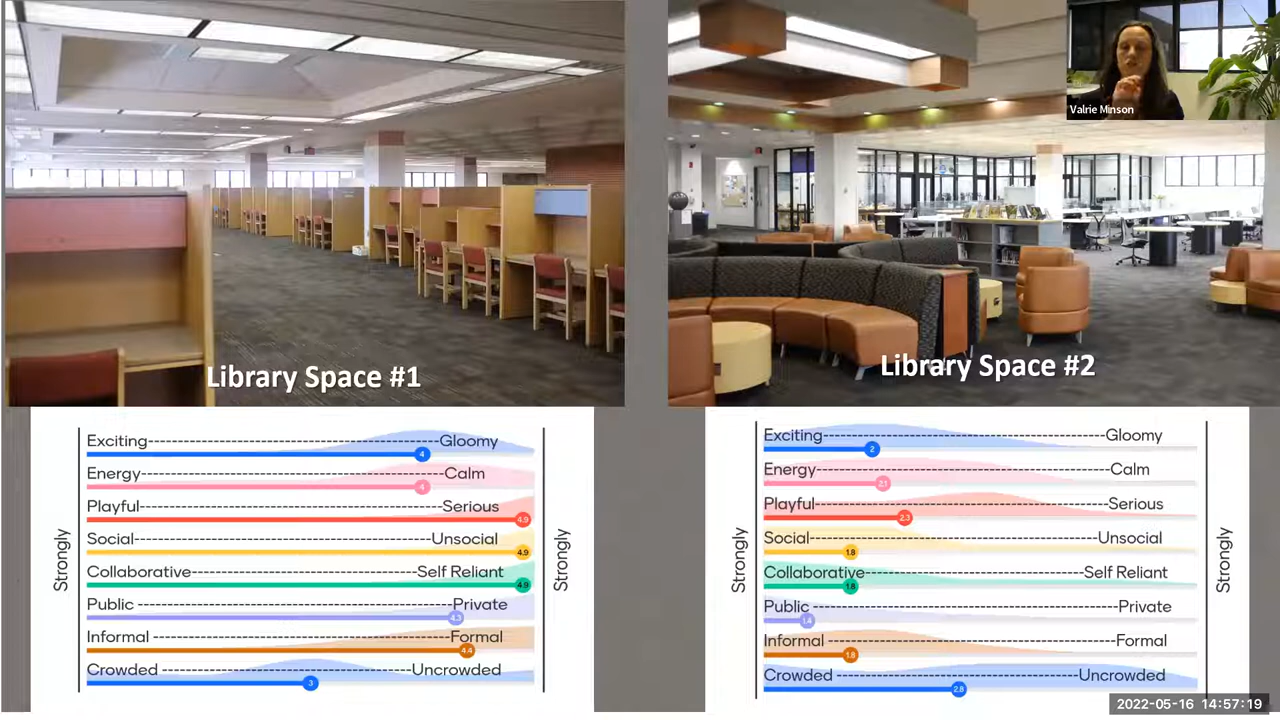 Valrie Minson
Library Space #1
Library Space #2
Strongly
Exciting Gloomy
4
Energy Calm
4
Playful Serious
4.9
Social Unsocial
4.9
Collaborative Self Reliant
4.9
Public Private
4.3
Informal Formal
4.4
Crowded Uncrowded
3
Strongly
Strongly
Exciting Gloomy
2
Energy Calm
2.1
Playful Serious
2.3
Social Unsocial
1.8
Collaborative Self Reliant
1.8
Public Private
1.4
Informal Formal
1.8
Crowded Uncrowded
2.8
Strongly
2022-05-16 14:57:19